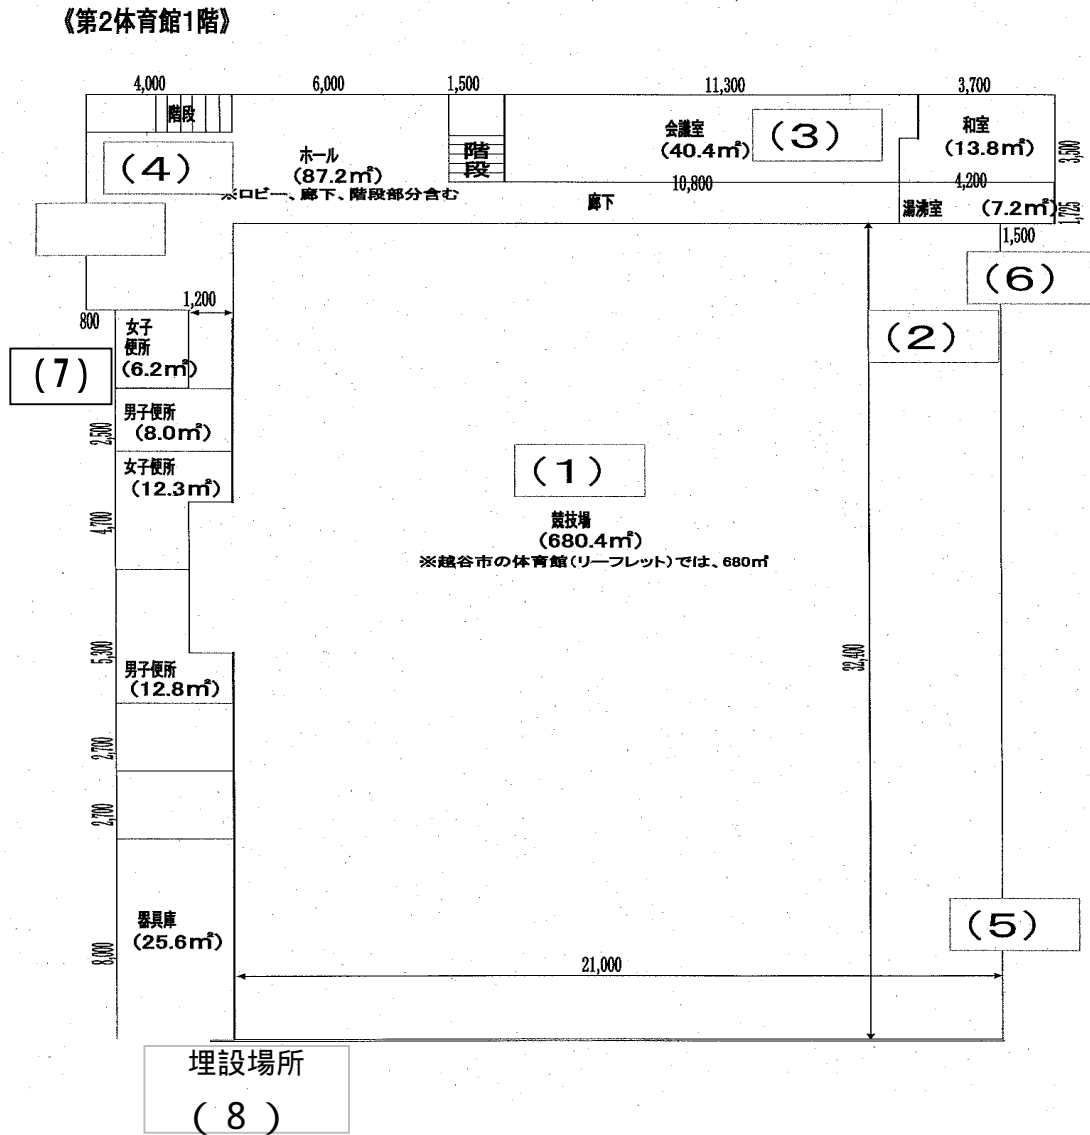 《第2体育館1階》
4,000
6,000
1,500
11,300
3,700
階段
会議室
(40.4㎡)
(3)
和室
(13.8㎡)
3,500
(4)
ホール
(87.2㎡)
※ロビー、廊下、階段部分含む
階
段
10,800
4,200
廊下
湯沸室
(7.2㎡)
1,725
1,500
(6)
1,200
800
女子
便所
(6.2㎡)
(2)
(7)
男子便所
(8.0㎡)
2,500
女子便所
(12.3㎡)
(1)
4,700
競技場
(680.4㎡)
※越谷市の体育館(リーフレット)では、680㎡
5,300
男子便所
(12.8㎡)
32,400
2,700
2,700
器具庫
(25.6㎡)
(5)
8,000
21,000
埋設場所
(8)